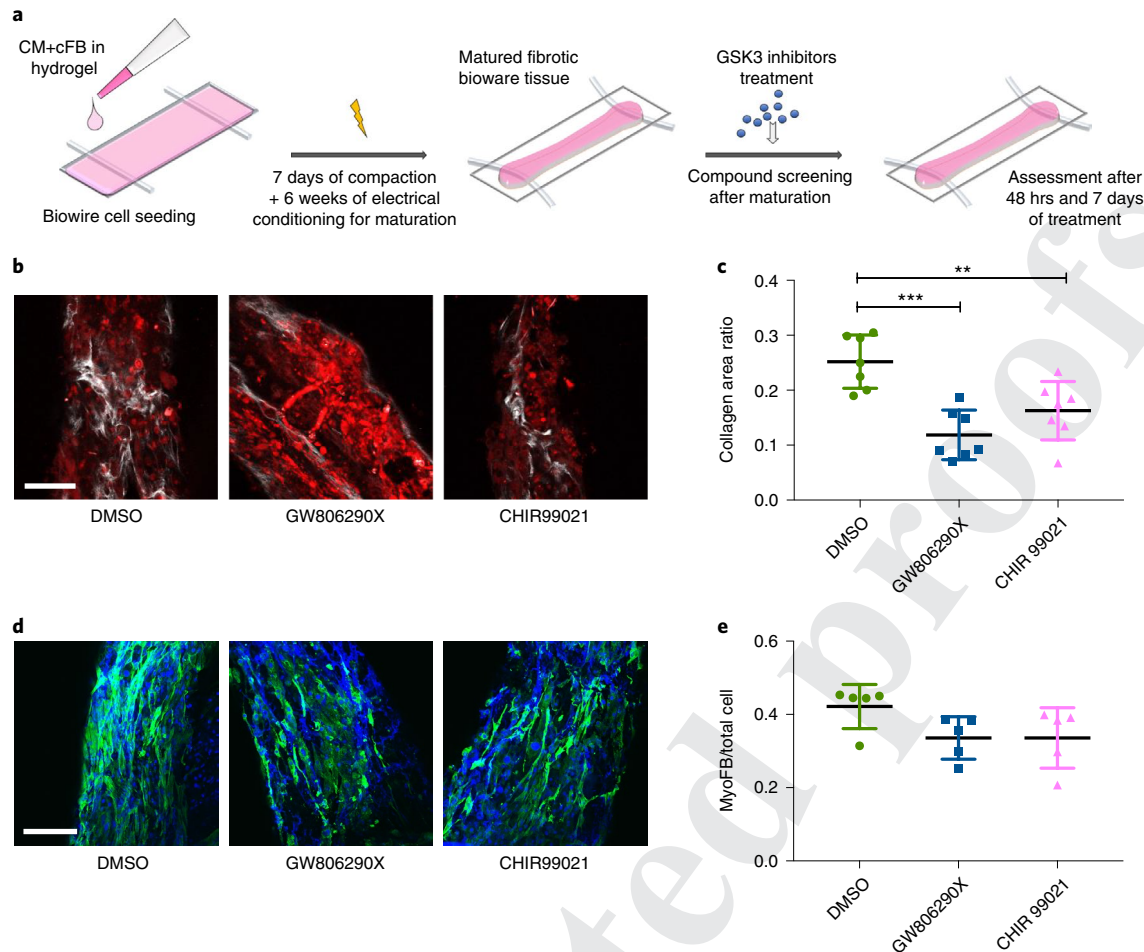 a
CM+cFB in
hydrogel
Biowire cell seeding
7 days of compaction
+ 6 weeks of electrical
conditioning for maturation
Matured fibrotic
bioware tissue
GSK3 inhibitors
treatment
Compound screening
after maturation
Assessment after
48 hrs and 7 days
of treatment
b
DMSO
GW806290X
CHIR99021
c
**
***
Collagen area ratio
0.4
0.3
0.2
0.1
0.0
DMSO
GW806290X
CHIR 99021
d
DMSO
GW806290X
CHIR99021
e
MyoFB/total cell
0.6
0.4
0.2
0.0
DMSO
GW806290X
CHIR 99021
ted proofs